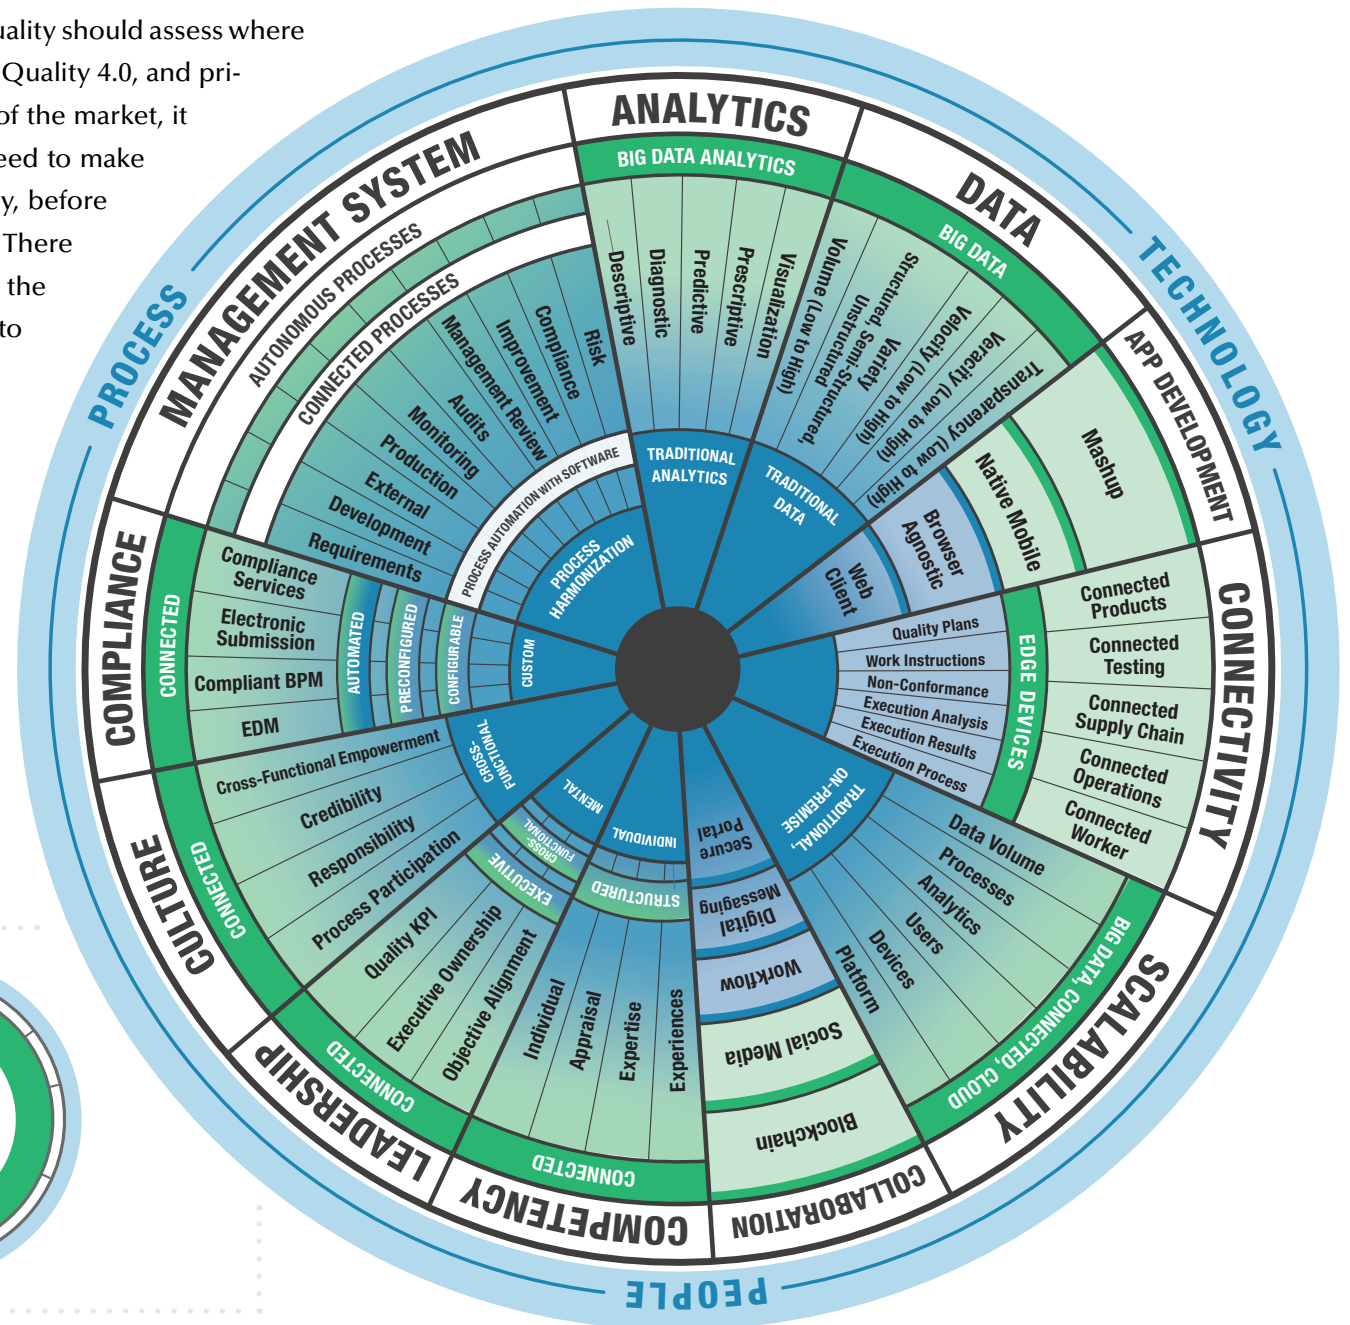 uality should assess where
Quality 4.0, and pri-
of the market, it
eed to make
y, before
There
the
to
PROCESS
TECHNOLOGY
PEOPLE
ANALYTICS
BIG DATA ANALYTICS
Descriptive
Diagnostic
Predictive
Prescriptive
Visualization
TRADITIONAL
ANALYTICS
DATA
BIG DATA
Volume (Low to High)
Structured, Semi-Structured,
Unstructured
Variety
Velocity (Low to High)
Veracity (Low to High)
Transparency (Low to High)
TRADITIONAL
DATA
APP DEVELOPMENT
Mashup
Native Mobile
Browser
Agnostic
Web
Client
CONNECTIVITY
Connected
Products
Connected
Testing
Connected
Supply Chain
Connected
Operations
Connected
Worker
EDGE DEVICES
Quality Plans
Work Instructions
Non-Conformance
Execution Analysis
Execution Results
Execution Process
SCALABILITY
BIG DATA, CONNECTED, CLOUD
Data Volume
Processes
Analytics
Users
Devices
Platform
TRADITIONAL,
ON-PREMISE
COLLABORATION
Blockchain
Social Media
Workflow
Digital
Messaging
Secure
Portal
COMPETENCY
CONNECTED
Individual
Appraisal
Expertise
Experiences
STRUCTURED
INDIVIDUAL
LEADERSHIP
CONNECTED
Quality KPI
Executive Ownership
Objective Alignment
EXECUTIVE
CROSS-
FUNCTIONAL
MENTAL
CULTURE
CONNECTED
Cross-Functional Empowerment
Credibility
Responsibility
Process Participation
CROSS-
FUNCTIONAL
COMPLIANCE
CONNECTED
Compliance
Services
Electronic
Submission
Compliant BPM
EDM
AUTOMATED
PRECONFIGURED
CONFIGURABLE
CUSTOM
MANAGEMENT SYSTEM
AUTONOMOUS PROCESSES
CONNECTED PROCESSES
Requirements
Development
External
Production
Monitoring
Audits
Management Review
Improvement
Compliance
Risk
PROCESS AUTOMATION WITH SOFTWARE
PROCESS
HARMONIZATION